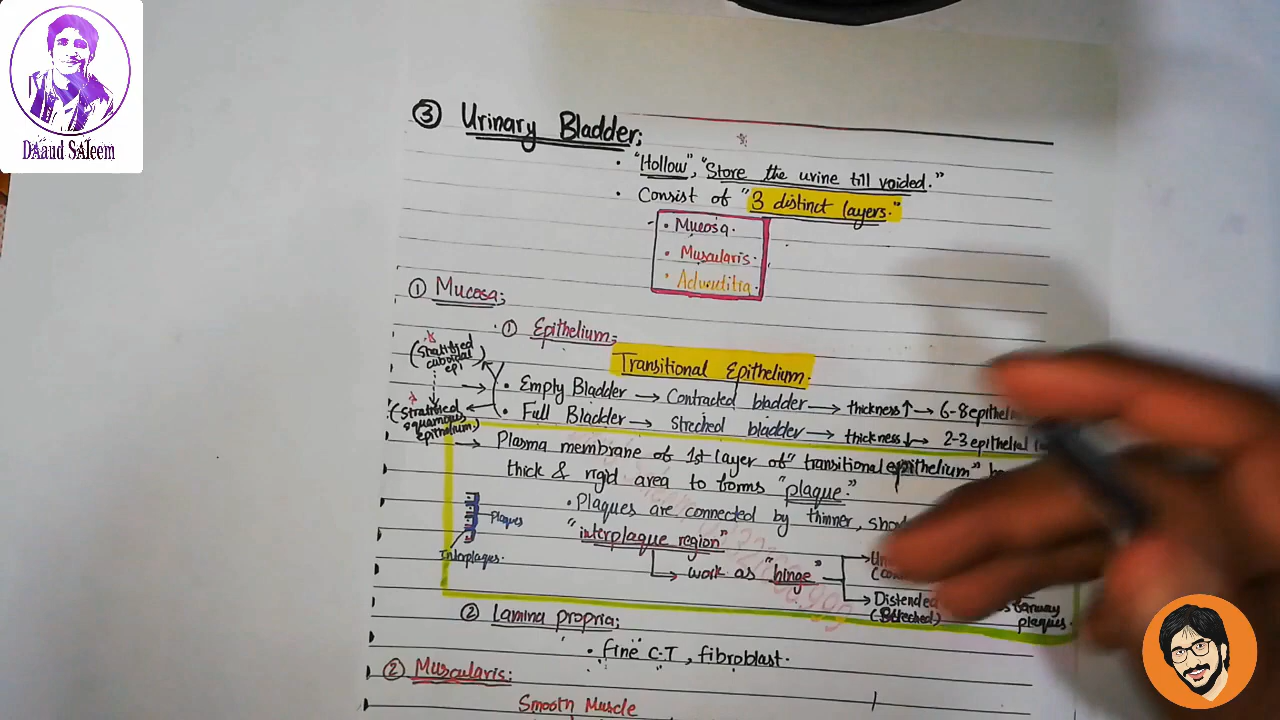 DAaud SAleem
③ Urinary Bladder;
• "Hollow", "Store the urine till voided."
• Consist of "3 distinct layers."
• Mucosa.
• Muscularis.
• Adventitia.
① Mucosa;
① Epithelium;
(Stratified cuboidal epi)
Transitional Epithelium.
• Empty Bladder → Contracted bladder → thickness↑ → 6-8 epitheli
(Stratified squamous epithelium.)
• Full Bladder → Streched bladder → thickness↓ → 2-3 epithelial
→ Plasma membrane of 1st layer of "transitional epithelium"
thick & rigid area to forms "plaque."
• Plaques are connected by thinner,
Plaques
"interplaque region"
Interplaques.
→ work as "hinge"
→ Distended
(Streched)
plaques.
② Lamina propria;
• fine C.T, fibroblast.
② Muscularis:
Smooth Muscle